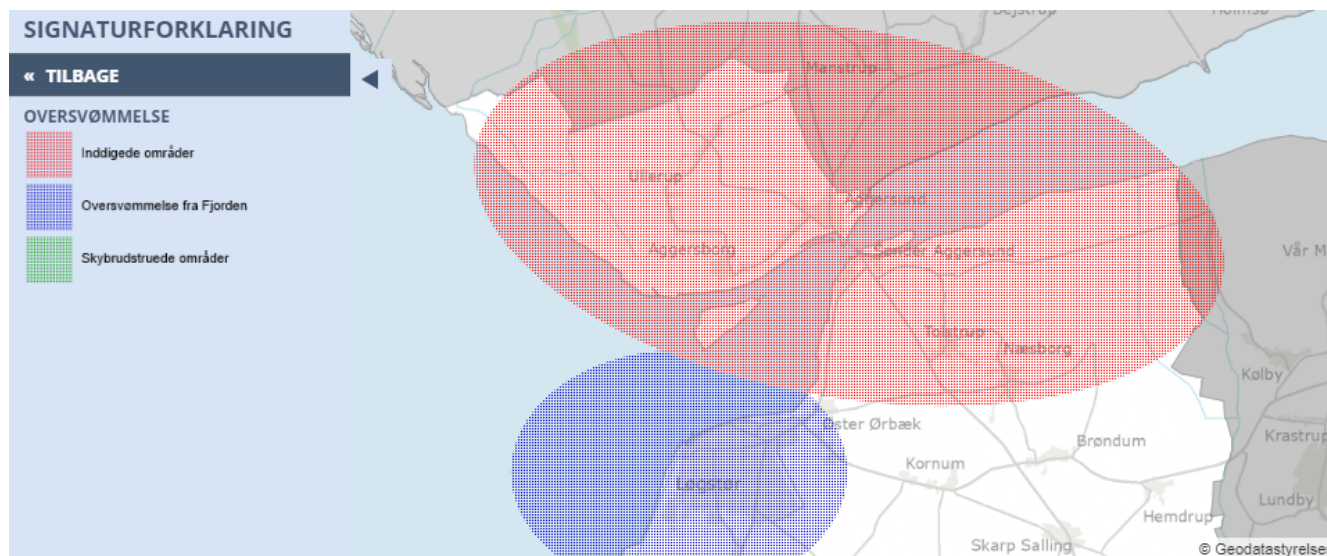 SIGNATURFORKLARING
« TILBAGE
OVERSVØMMELSE
Inddigede områder
Oversvømmelse fra Fjorden
Skybrudstruede områder
Manstrup
Ullerup
Aggersund
Aggersborg
Sønder Aggersund
Vår M
Tolstrup
Næsborg
Kølby
Øster Ørbæk
Brøndum
Krastrup
Kornum
Løgstør
Lundby
Hemdrup
Skarp Salling
© Geodatastyrelse